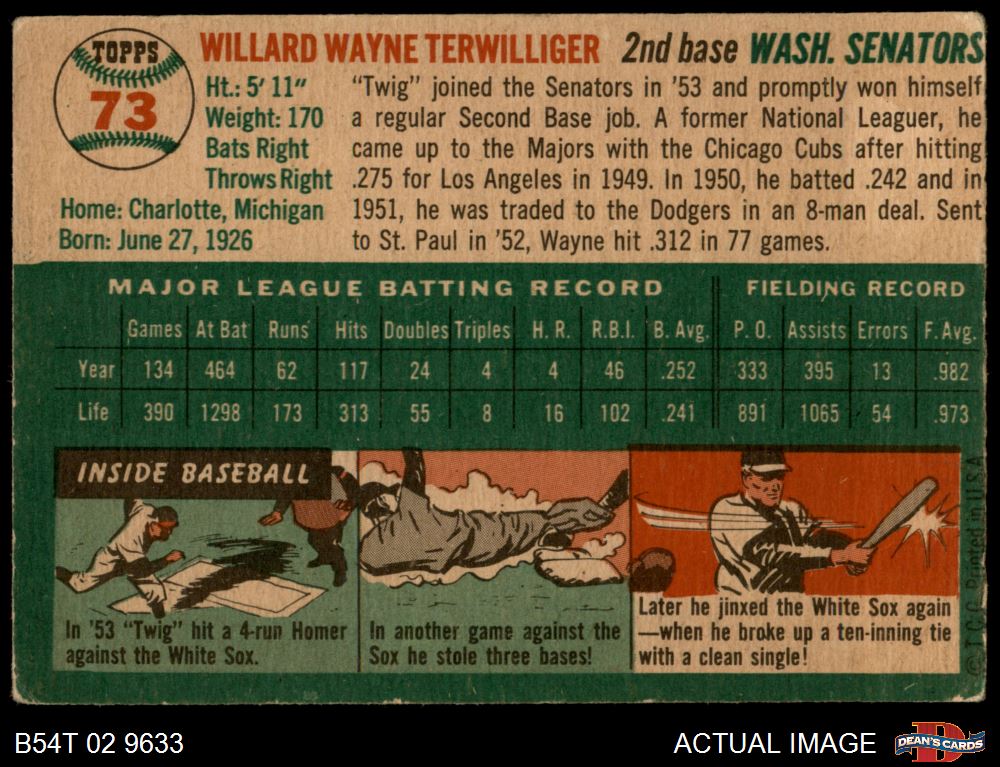 TOPPS
73
WILLARD WAYNE TERWILLIGER 2nd base WASH. SENATORS
Ht.: 5' 11"
Weight: 170
Bats Right
Throws Right
Home: Charlotte, Michigan
Born: June 27, 1926
"Twig" joined the Senators in '53 and promptly won himself
a regular Second Base job. A former National Leaguer, he
came up to the Majors with the Chicago Cubs after hitting
.275 for Los Angeles in 1949. In 1950, he batted .242 and in
1951, he was traded to the Dodgers in an 8-man deal. Sent
to St. Paul in '52, Wayne hit .312 in 77 games.
MAJOR LEAGUE BATTING RECORD FIELDING RECORD
Games At Bat Runs Hits Doubles Triples H. R. R.B.I. B. Avg. P. O. Assists Errors F. Avg.
Year 134 464 62 117 24 4 4 46 .252 333 395 13 .982
Life 390 1298 173 313 55 8 16 102 .241 891 1065 54 .973
INSIDE BASEBALL
In '53 "Twig" hit a 4-run Homer
against the White Sox.
In another game against the
Sox he stole three bases!
Later he jinxed the White Sox again
—when he broke up a ten-inning tie
with a clean single!
© T.C.G. Printed in U.S.A.
B54T 02 9633
ACTUAL IMAGE
DEAN'S CARDS